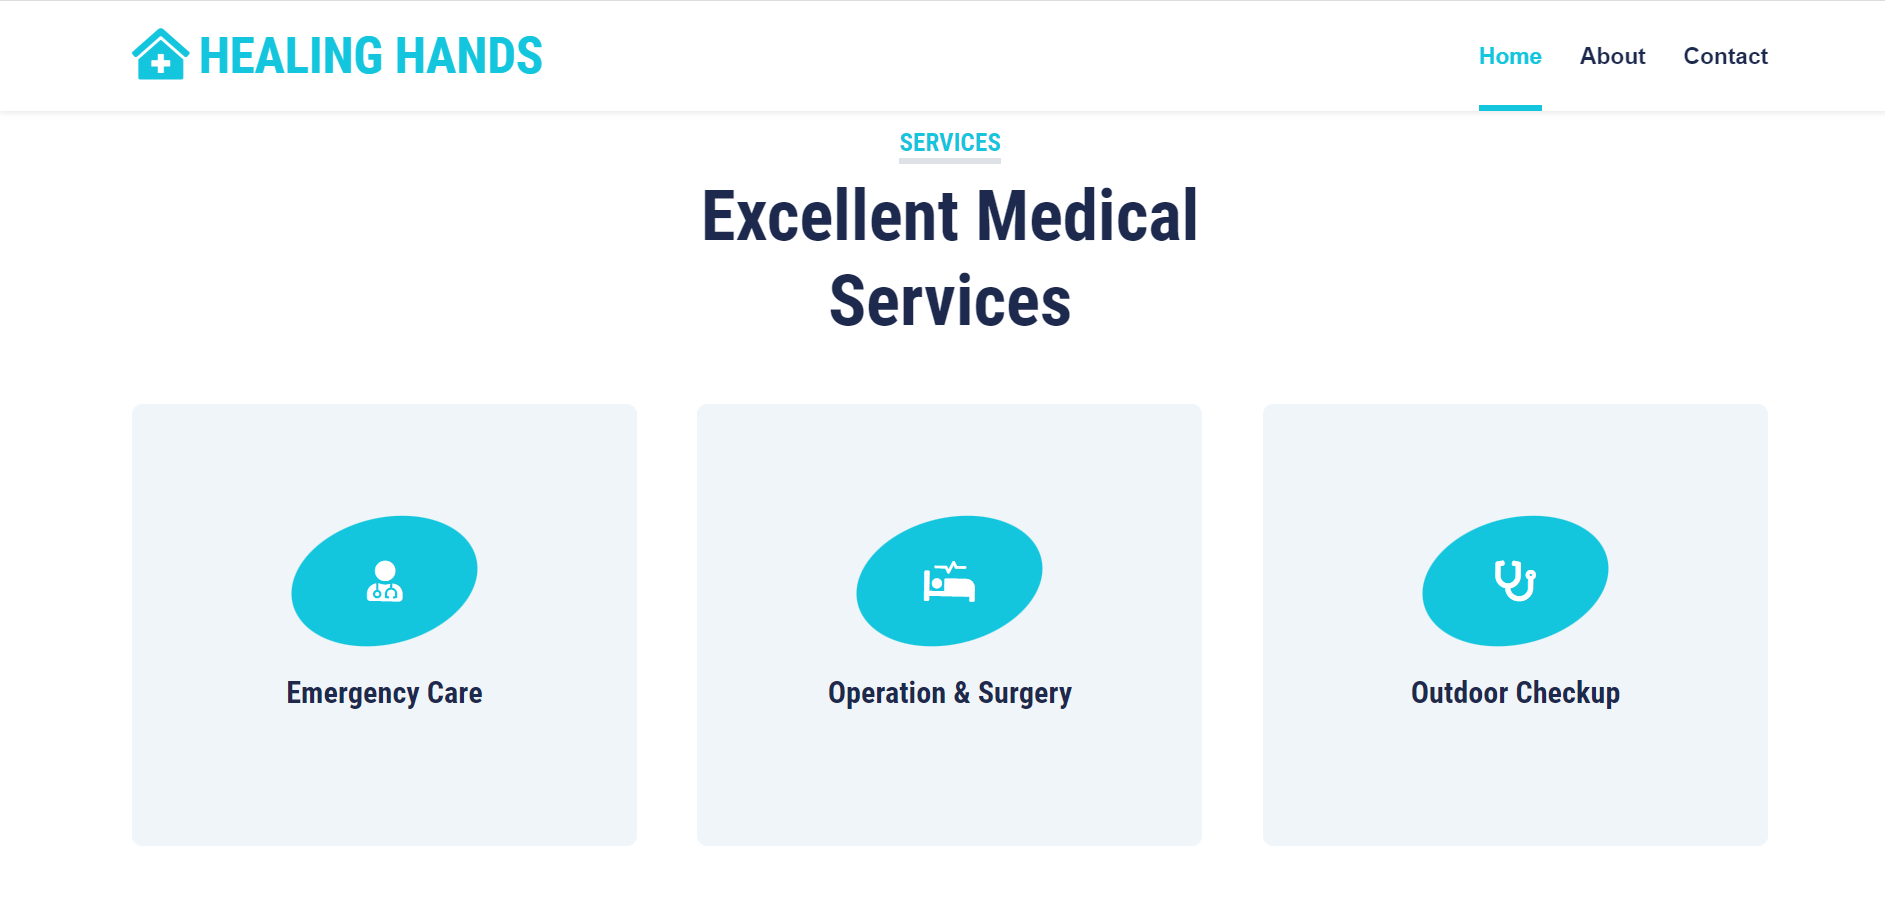 HEALING HANDS
Home About Contact
SERVICES
Excellent Medical
Services
Emergency Care
Operation & Surgery
Outdoor Checkup